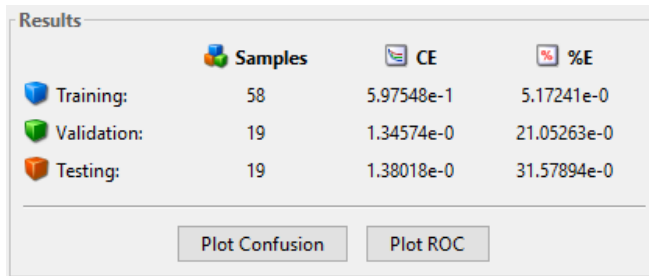 Results
Samples CE %E
Training: 58 5.97548e-1 5.17241e-0
Validation: 19 1.34574e-0 21.05263e-0
Testing: 19 1.38018e-0 31.57894e-0
Plot Confusion Plot ROC